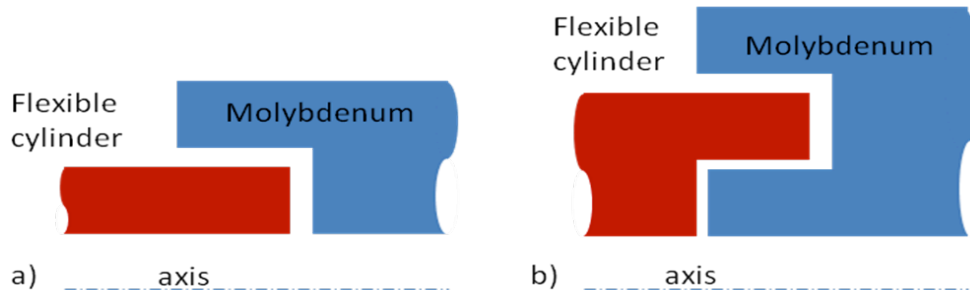 Flexible
cylinder
Molybdenum
a)
axis
Flexible
cylinder
Molybdenum
b)
axis